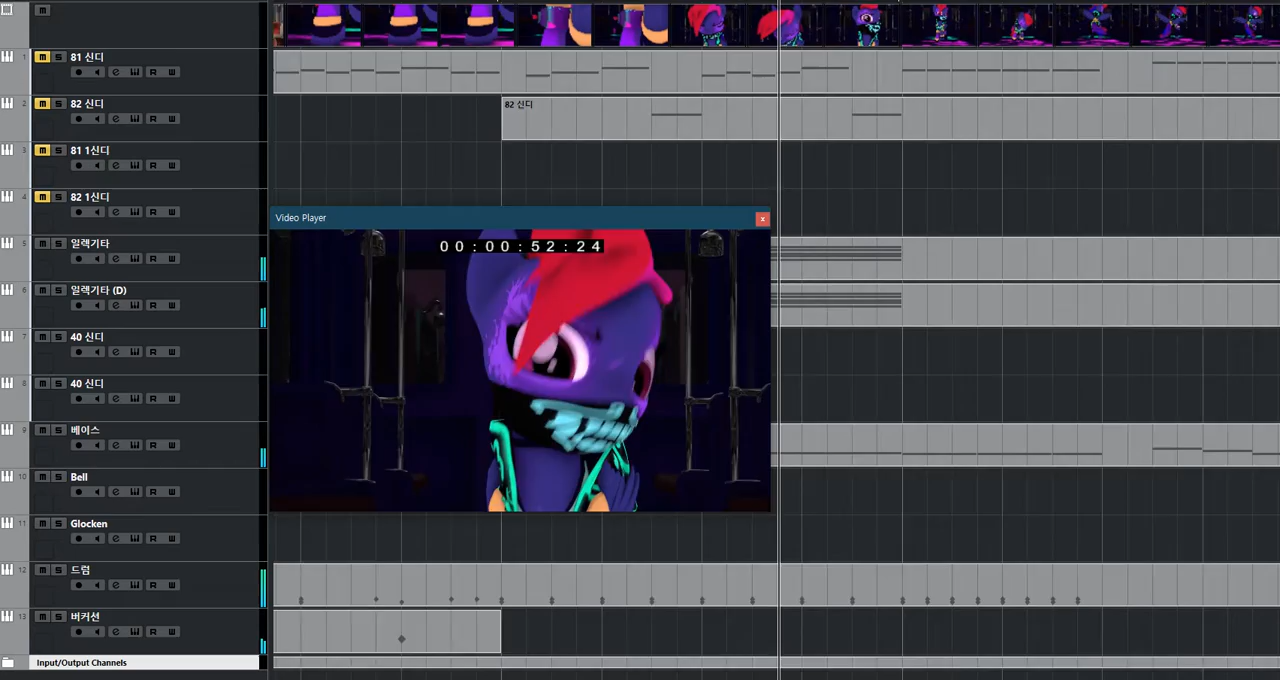 m
1
81 신디
m S
e R W
2
82 신디
m S
e R W
82 신디
3
81 1신디
m S
e R W
4
82 1신디
m S
e R W
Video Player
x
00:00:52:24
5
일렉기타
m S
e R W
6
일렉기타 (D)
m S
e R W
7
40 신디
m S
e R W
8
40 신디
m S
e R W
9
베이스
m S
e R W
10
Bell
m S
e R W
11
Glocken
m S
e R W
12
드럼
m S
e R W
13
버커션
m S
e R W
Input/Output Channels